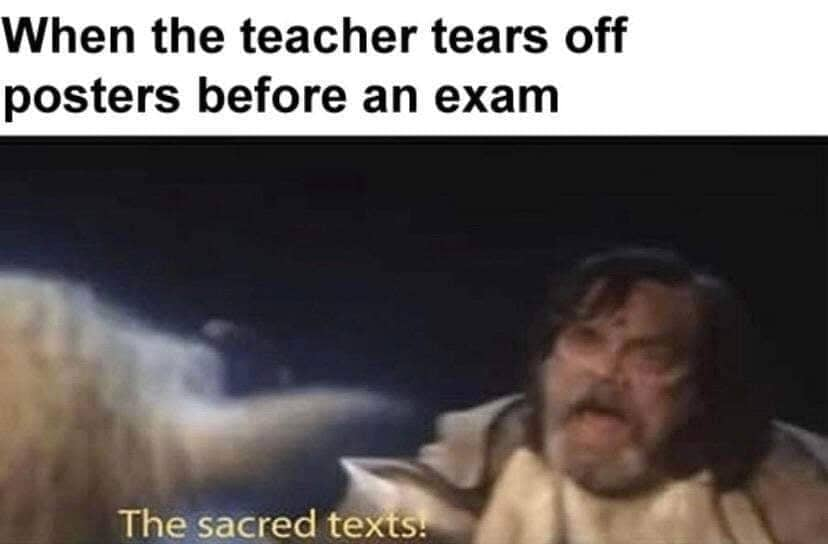 When the teacher tears off
posters before an exam
The sacred texts!